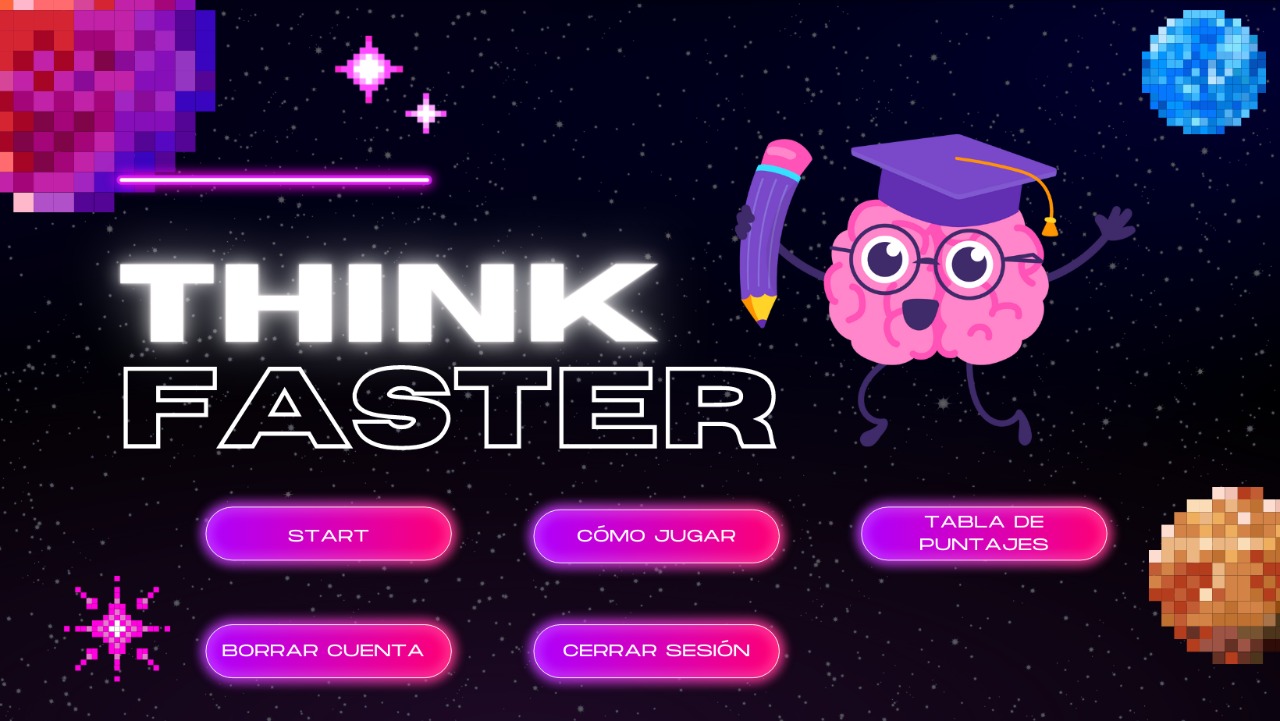 THINK
FASTER
START
CÓMO JUGAR
TABLA DE
PUNTAJES
BORRAR CUENTA
CERRAR SESIÓN